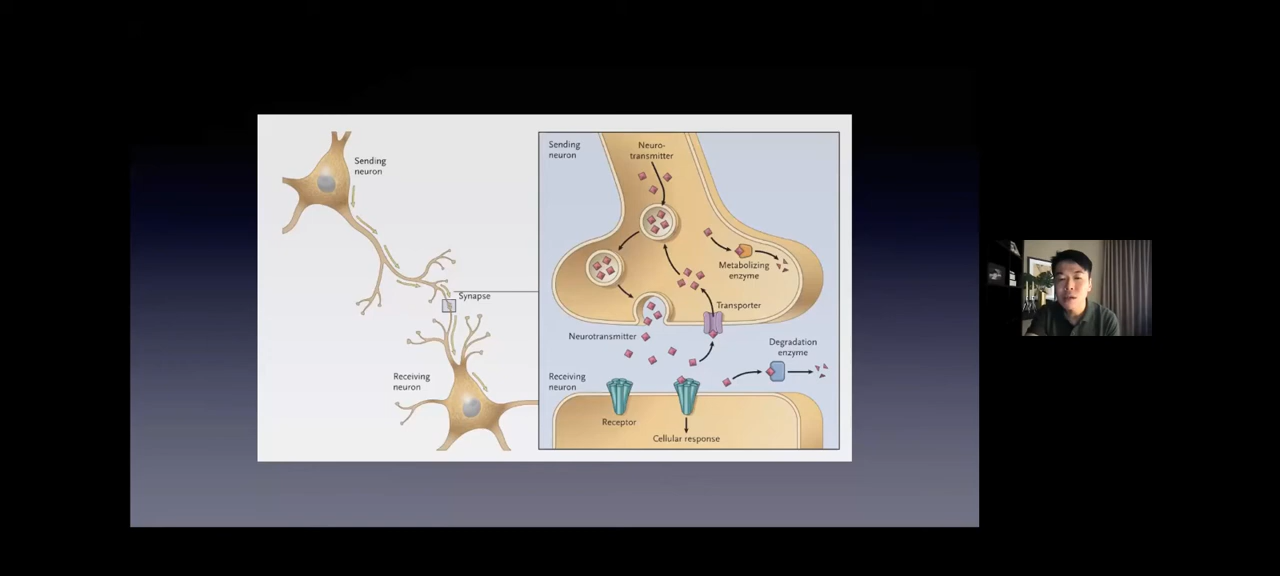 Sending
neuron
Synapse
Receiving
neuron
Sending
neuron
Neuro-
transmitter
Metabolizing
enzyme
Transporter
Neurotransmitter
Degradation
enzyme
Receiving
neuron
Receptor
Cellular response